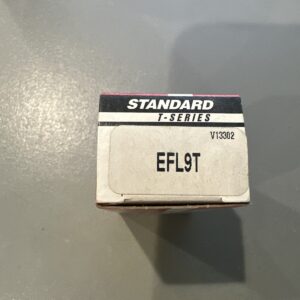 STANDARD
T-SERIES
V13302
EFL9T